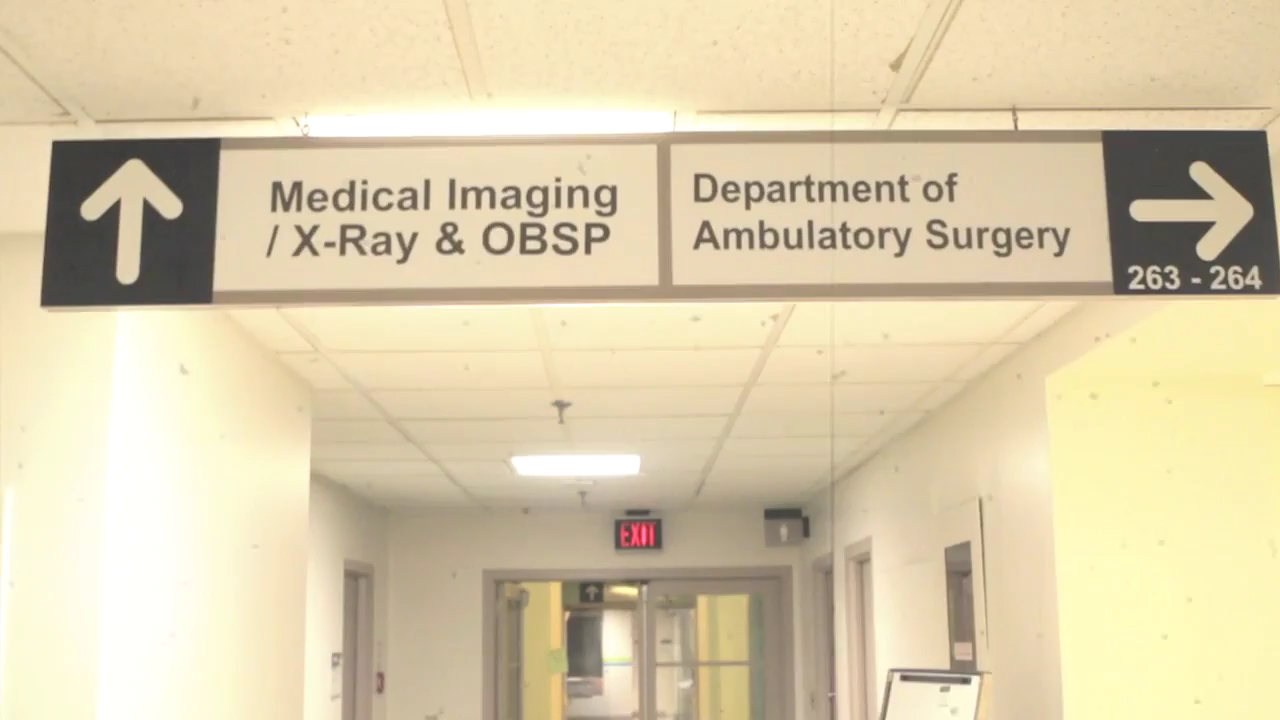 Medical Imaging
/ X-Ray & OBSP
Department of
Ambulatory Surgery
263 - 264
EXIT